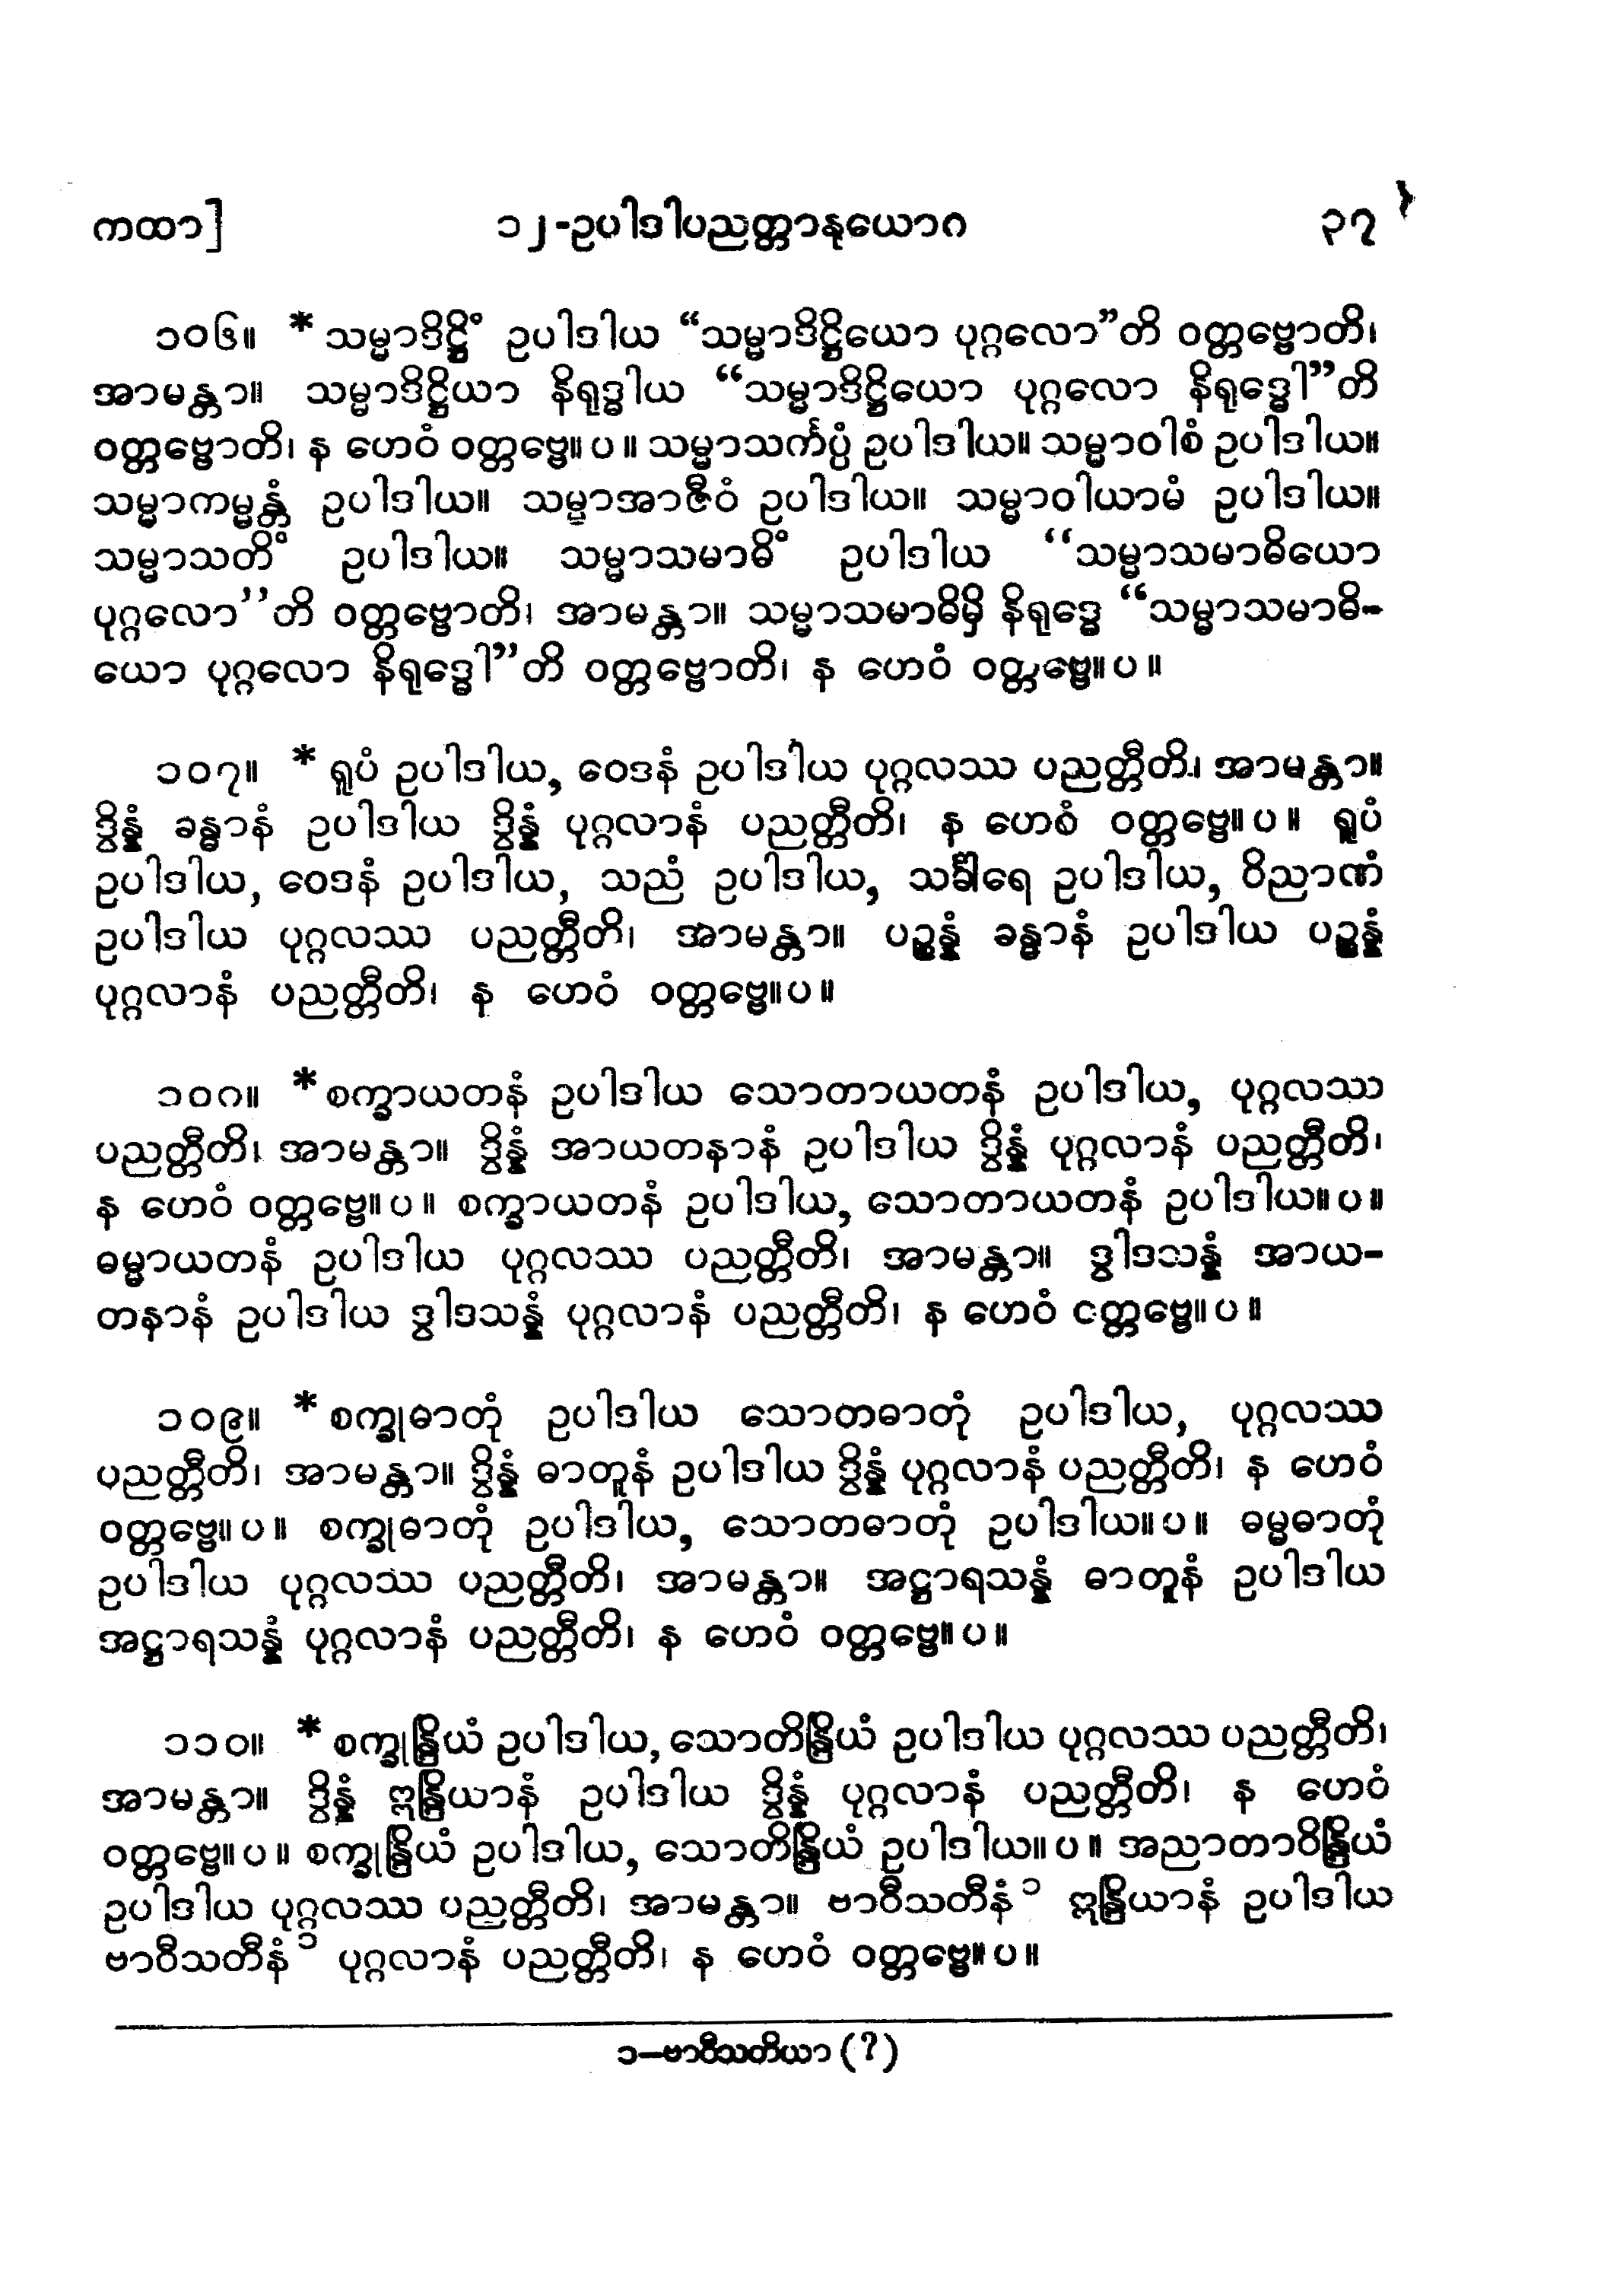 ကထာ] ၁၂-ဥပါဒါပညတ္တာနုယောဂ ၃၇
၁၀၆။ * သမ္မာဒိဋ္ဌိံ ဥပါဒါယ “သမ္မာဒိဋ္ဌိယော ပုဂ္ဂလော”တိ ဝတ္တဗ္ဗောတိ၊
အာမန္တာ။ သမ္မာဒိဋ္ဌိယာ နိရုဒ္ဓါယ “သမ္မာဒိဋ္ဌိယော ပုဂ္ဂလော နိရုဒ္ဓေါ”တိ
ဝတ္တဗ္ဗောတိ၊ န ဟေဝံ ဝတ္တဗ္ဗေ။ ပ ။ သမ္မာသင်္ကပ္ပံ ဥပါဒါယ။ သမ္မာဝါစံ ဥပါဒါယ။
သမ္မာကမ္မန္တံ ဥပါဒါယ။ သမ္မာအာဇီဝံ ဥပါဒါယ။ သမ္မာဝါယာမံ ဥပါဒါယ။
သမ္မာသတိံ ဥပါဒါယ။ သမ္မာသမာဓိံ ဥပါဒါယ ‘‘သမ္မာသမာဓိယော
ပုဂ္ဂလော’’တိ ဝတ္တဗ္ဗောတိ၊ အာမန္တာ။ သမ္မာသမာဓိမှိ နိရုဒ္ဓေ “သမ္မာသမာဓိ-
ယော ပုဂ္ဂလော နိရုဒ္ဓေါ”တိ ဝတ္တဗ္ဗောတိ၊ န ဟေဝံ ဝတ္တဗ္ဗေ။ ပ ။
၁၀၇။ * ရူပံ ဥပါဒါယ, ဝေဒနံ ဥပါဒါယ ပုဂ္ဂလဿ ပညတ္တီတိ၊ အာမန္တာ။
ဒွိန္နံ ခန္ဓာနံ ဥပါဒါယ ဒွိန္နံ ပုဂ္ဂလာနံ ပညတ္တီတိ၊ န ဟေဝံ ဝတ္တဗ္ဗေ။ ပ ။ ရူပံ
ဥပါဒါယ, ဝေဒနံ ဥပါဒါယ, သညံ ဥပါဒါယ, သင်္ခါရေ ဥပါဒါယ, ဝိညာဏံ
ဥပါဒါယ ပုဂ္ဂလဿ ပညတ္တီတိ၊ အာမန္တာ။ ပဉ္စန္နံ ခန္ဓာနံ ဥပါဒါယ ပဉ္စန္နံ
ပုဂ္ဂလာနံ ပညတ္တီတိ၊ န ဟေဝံ ဝတ္တဗ္ဗေ။ပ။
၁၀၈။ * စက္ခာယတနံ ဥပါဒါယ သောတာယတနံ ဥပါဒါယ, ပုဂ္ဂလဿ
ပညတ္တီတိ၊ အာမန္တာ။ ဒွိန္နံ အာယတနာနံ ဥပါဒါယ ဒွိန္နံ ပုဂ္ဂလာနံ ပညတ္တီတိ၊
န ဟေဝံ ဝတ္တဗ္ဗေ။ ပ ။ စက္ခာယတနံ ဥပါဒါယ, သောတာယတနံ ဥပါဒါယ။ ပ ။
ဓမ္မာယတနံ ဥပါဒါယ ပုဂ္ဂလဿ ပညတ္တီတိ၊ အာမန္တာ။ ဒွါဒသန္နံ အာယ-
တနာနံ ဥပါဒါယ ဒွါဒသန္နံ ပုဂ္ဂလာနံ ပညတ္တီတိ၊ န ဟေဝံ ဝတ္တဗ္ဗေ။ ပ ။
၁၀၉။ * စက္ခုဓာတုံ ဥပါဒါယ သောတဓာတုံ ဥပါဒါယ, ပုဂ္ဂလဿ
ပညတ္တီတိ၊ အာမန္တာ။ ဒွိန္နံ ဓာတူနံ ဥပါဒါယ ဒွိန္နံ ပုဂ္ဂလာနံ ပညတ္တီတိ၊ န ဟေဝံ
ဝတ္တဗ္ဗေ။ ပ ။ စက္ခုဓာတုံ ဥပါဒါယ, သောတဓာတုံ ဥပါဒါယ။ ပ ။ ဓမ္မဓာတုံ
ဥပါဒါယ ပုဂ္ဂလဿ ပညတ္တီတိ၊ အာမန္တာ။ အဋ္ဌာရသန္နံ ဓာတူနံ ဥပါဒါယ
အဋ္ဌာရသန္နံ ပုဂ္ဂလာနံ ပညတ္တီတိ၊ န ဟေဝံ ဝတ္တဗ္ဗေ။ ပ ။
၁၁၀။ * စက္ခုန္ဒြိယံ ဥပါဒါယ, သောတိန္ဒြိယံ ဥပါဒါယ ပုဂ္ဂလဿ ပညတ္တီတိ၊
အာမန္တာ။ ဒွိန္နံ ဣန္ဒြိယာနံ ဥပါဒါယ ဒွိန္နံ ပုဂ္ဂလာနံ ပညတ္တီတိ၊ န ဟေဝံ
ဝတ္တဗ္ဗေ။ ပ ။ စက္ခုန္ဒြိယံ ဥပါဒါယ, သောတိန္ဒြိယံ ဥပါဒါယ။ ပ ။ အညာတာဝိန္ဒြိယံ
ဥပါဒါယ ပုဂ္ဂလဿ ပညတ္တီတိ၊ အာမန္တာ။ ဗာဝီသတီနံ ၁ ဣန္ဒြိယာနံ ဥပါဒါယ
ဗာဝီသတီနံ ၁ ပုဂ္ဂလာနံ ပညတ္တီတိ၊ န ဟေဝံ ဝတ္တဗ္ဗေ။ ပ ။
၁—ဗာဝီသတိယာ (?)